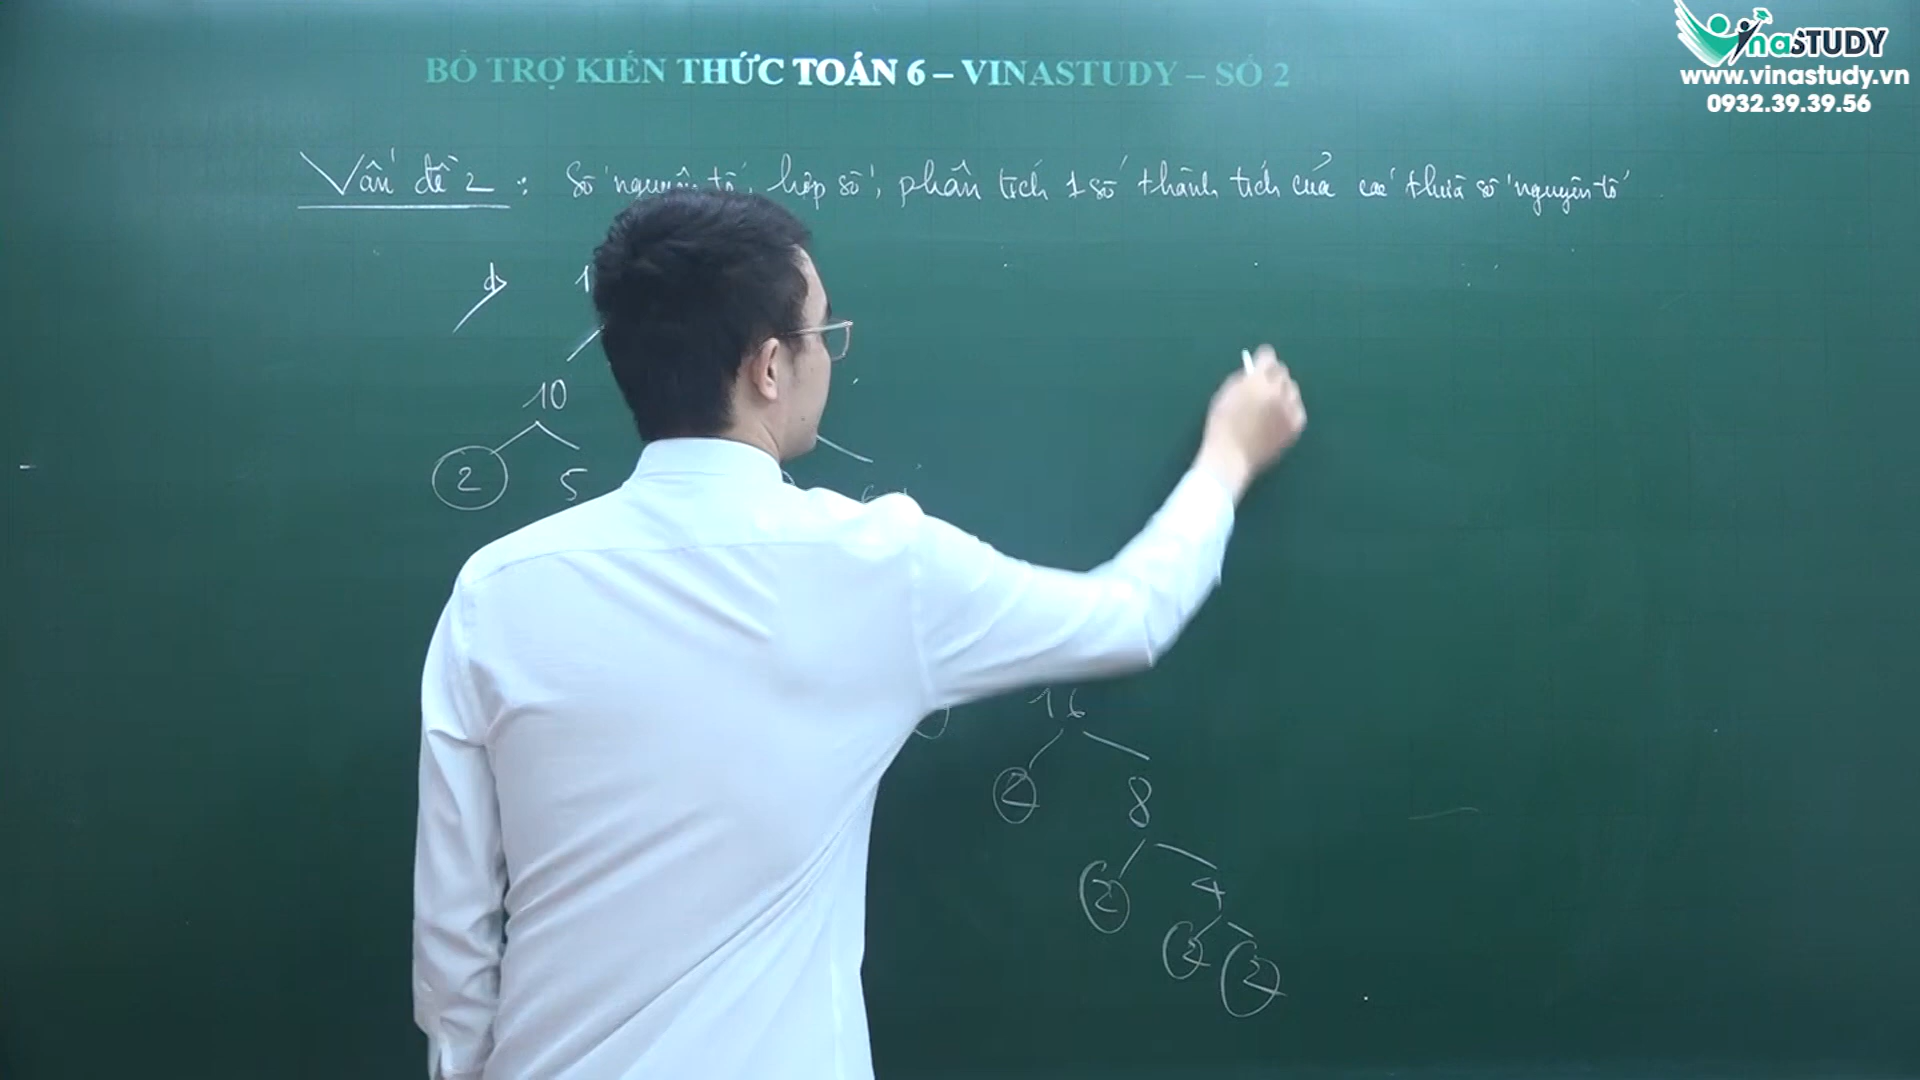 VinaSTUDY
www.vinastudy.vn
0932.39.39.56
BỔ TRỢ KIẾN THỨC TOÁN 6 – VINASTUDY – SỐ 2
Vấn đề 2 : Số nguyên tố, hợp số, phân tích 1 số thành tích của các thừa số nguyên tố
d) 1
10
2 5
16
2 8
2 4
2 2